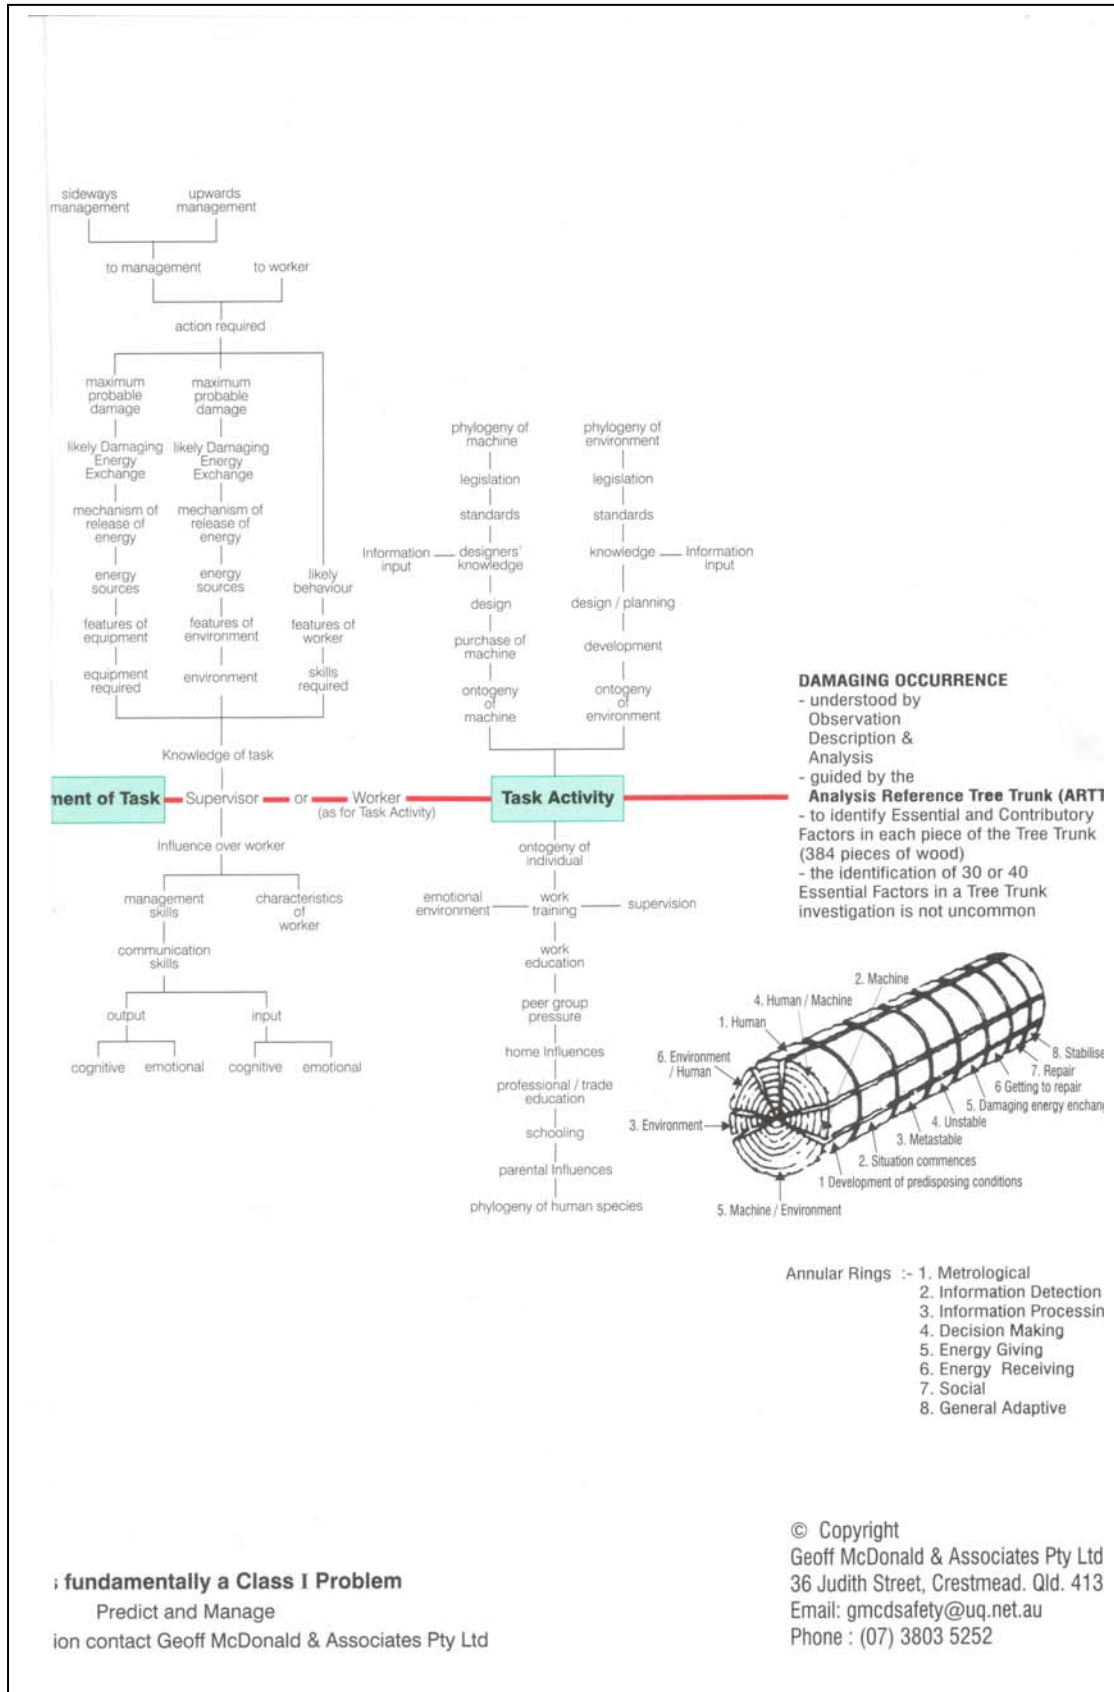 sideways
management
upwards
management
to management
to worker
action required
maximum
probable
damage
maximum
probable
damage
likely Damaging
Energy
Exchange
likely Damaging
Energy
Exchange
mechanism of
release of
energy
mechanism of
release of
energy
energy
sources
energy
sources
likely
behaviour
features of
equipment
features of
environment
features of
worker
equipment
required
environment
skills
required
Knowledge of task
phylogeny of
machine
phylogeny of
environment
legislation
legislation
standards
standards
Information
input
designers'
knowledge
knowledge
Information
input
design
design / planning
purchase of
machine
development
ontogeny
of
machine
ontogeny
of
environment
ment of Task
Supervisor
or
Worker
(as for Task Activity)
Task Activity
Influence over worker
management
skills
characteristics
of
worker
communication
skills
output
input
cognitive
emotional
cognitive
emotional
ontogeny of
individual
emotional
environment
work
training
supervision
work
education
peer group
pressure
home Influences
professional / trade
education
schooling
parental Influences
phylogeny of human species
DAMAGING OCCURRENCE
- understood by
Observation
Description &
Analysis
- guided by the
Analysis Reference Tree Trunk (ARTT
- to identify Essential and Contributory
Factors in each piece of the Tree Trunk
(384 pieces of wood)
- the identification of 30 or 40
Essential Factors in a Tree Trunk
investigation is not uncommon
2. Machine
4. Human / Machine
1. Human
6. Environment
/ Human
3. Environment
5. Machine / Environment
8. Stabilise
7. Repair
6 Getting to repair
5. Damaging energy enchang
4. Unstable
3. Metastable
2. Situation commences
1 Development of predisposing conditions
Annular Rings :- 1. Metrological
2. Information Detection
3. Information Processin
4. Decision Making
5. Energy Giving
6. Energy Receiving
7. Social
8. General Adaptive
s fundamentally a Class I Problem
Predict and Manage
ion contact Geoff McDonald & Associates Pty Ltd
© Copyright
Geoff McDonald & Associates Pty Ltd
36 Judith Street, Crestmead. Qld. 413
Email: gmcdsafety@uq.net.au
Phone : (07) 3803 5252